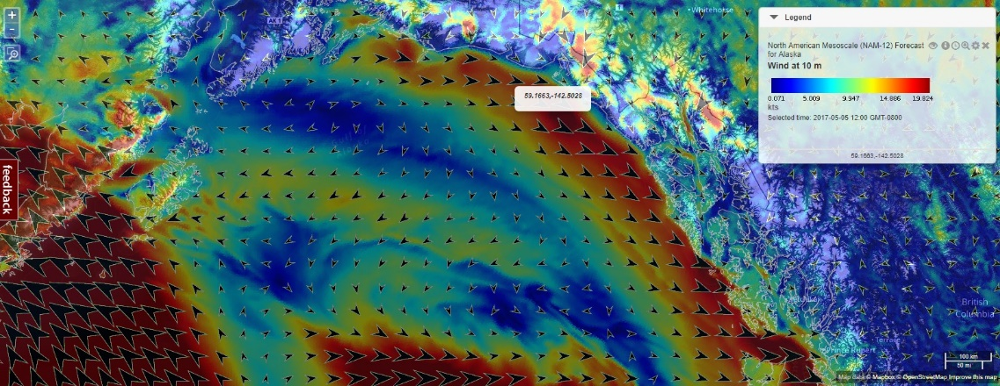 +
-
AK 1
1
Whitehorse
Legend
North American Mesoscale (NAM-12) Forecast
for Alaska
Wind at 10 m
0.071 5.009 9.947 14.886 19.824
kts
Selected time: 2017-05-05 12:00 GMT-0800
59.1663,-142.5028
59.1663,-142.5028
feedback
British
Columbia
Terrace
Prince Rupert
100 km
50 mi
Map data © Mapbox © OpenStreetMap Improve this map